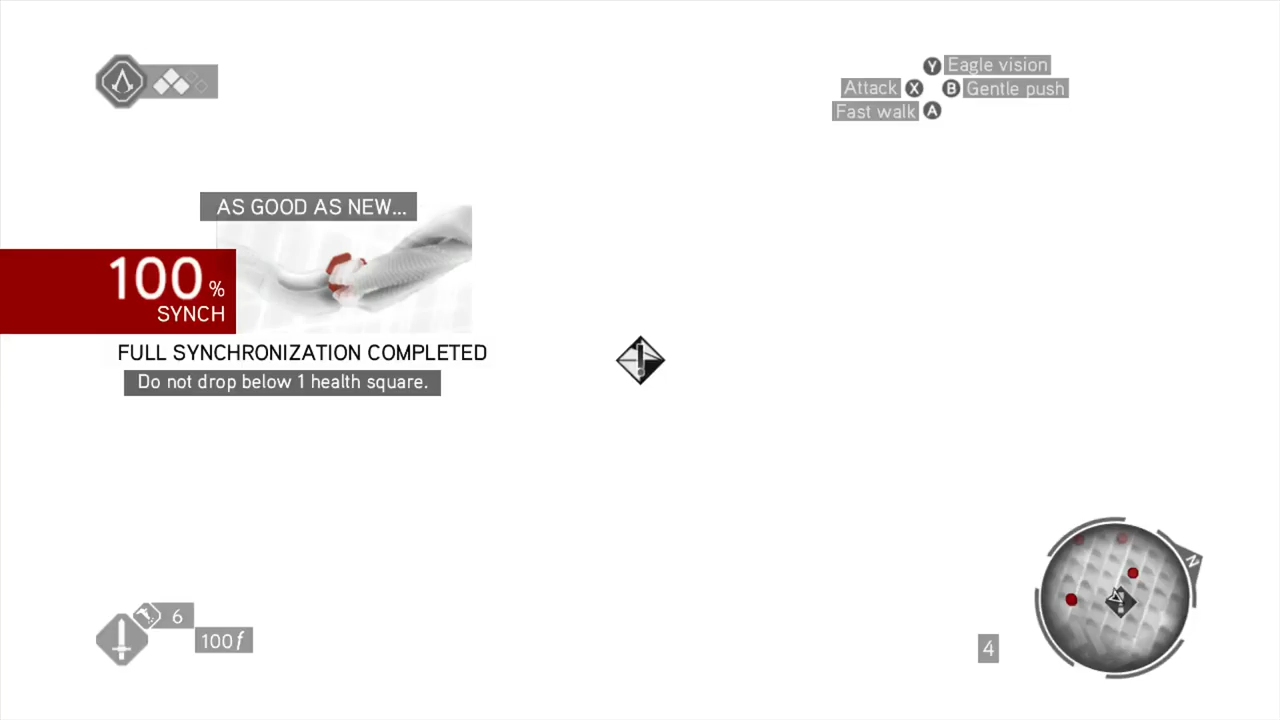 Y Eagle vision
Attack X B Gentle push
Fast walk A
AS GOOD AS NEW...
100 %
SYNCH
FULL SYNCHRONIZATION COMPLETED
Do not drop below 1 health square.
N
6
100 f
4